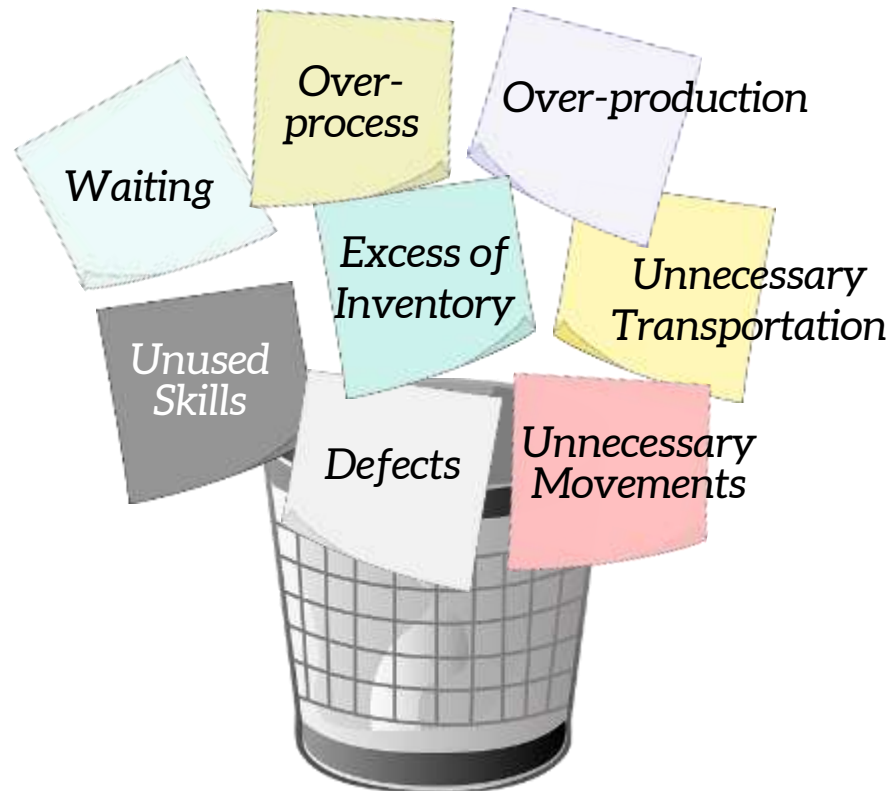 Over-
process
Over-production
Waiting
Excess of
Inventory
Unnecessary
Transportation
Unused
Skills
Defects
Unnecessary
Movements